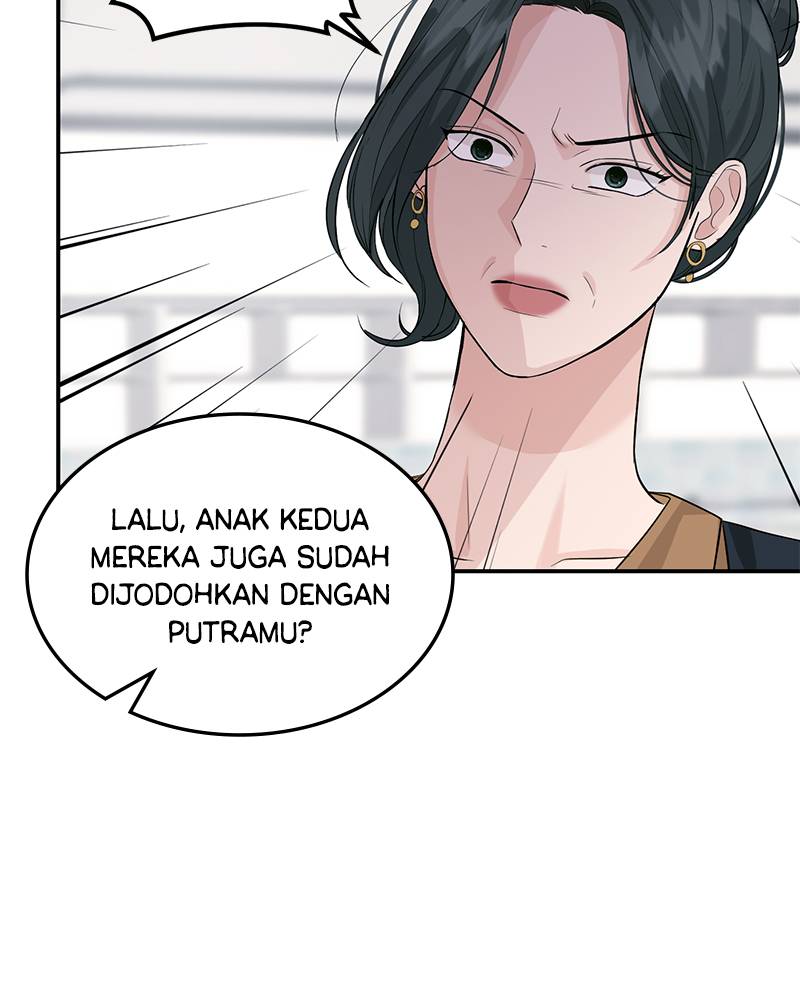 LALU, ANAK KEDUA
MEREKA JUGA SUDAH
DIJODOHKAN DENGAN
PUTRAMU?